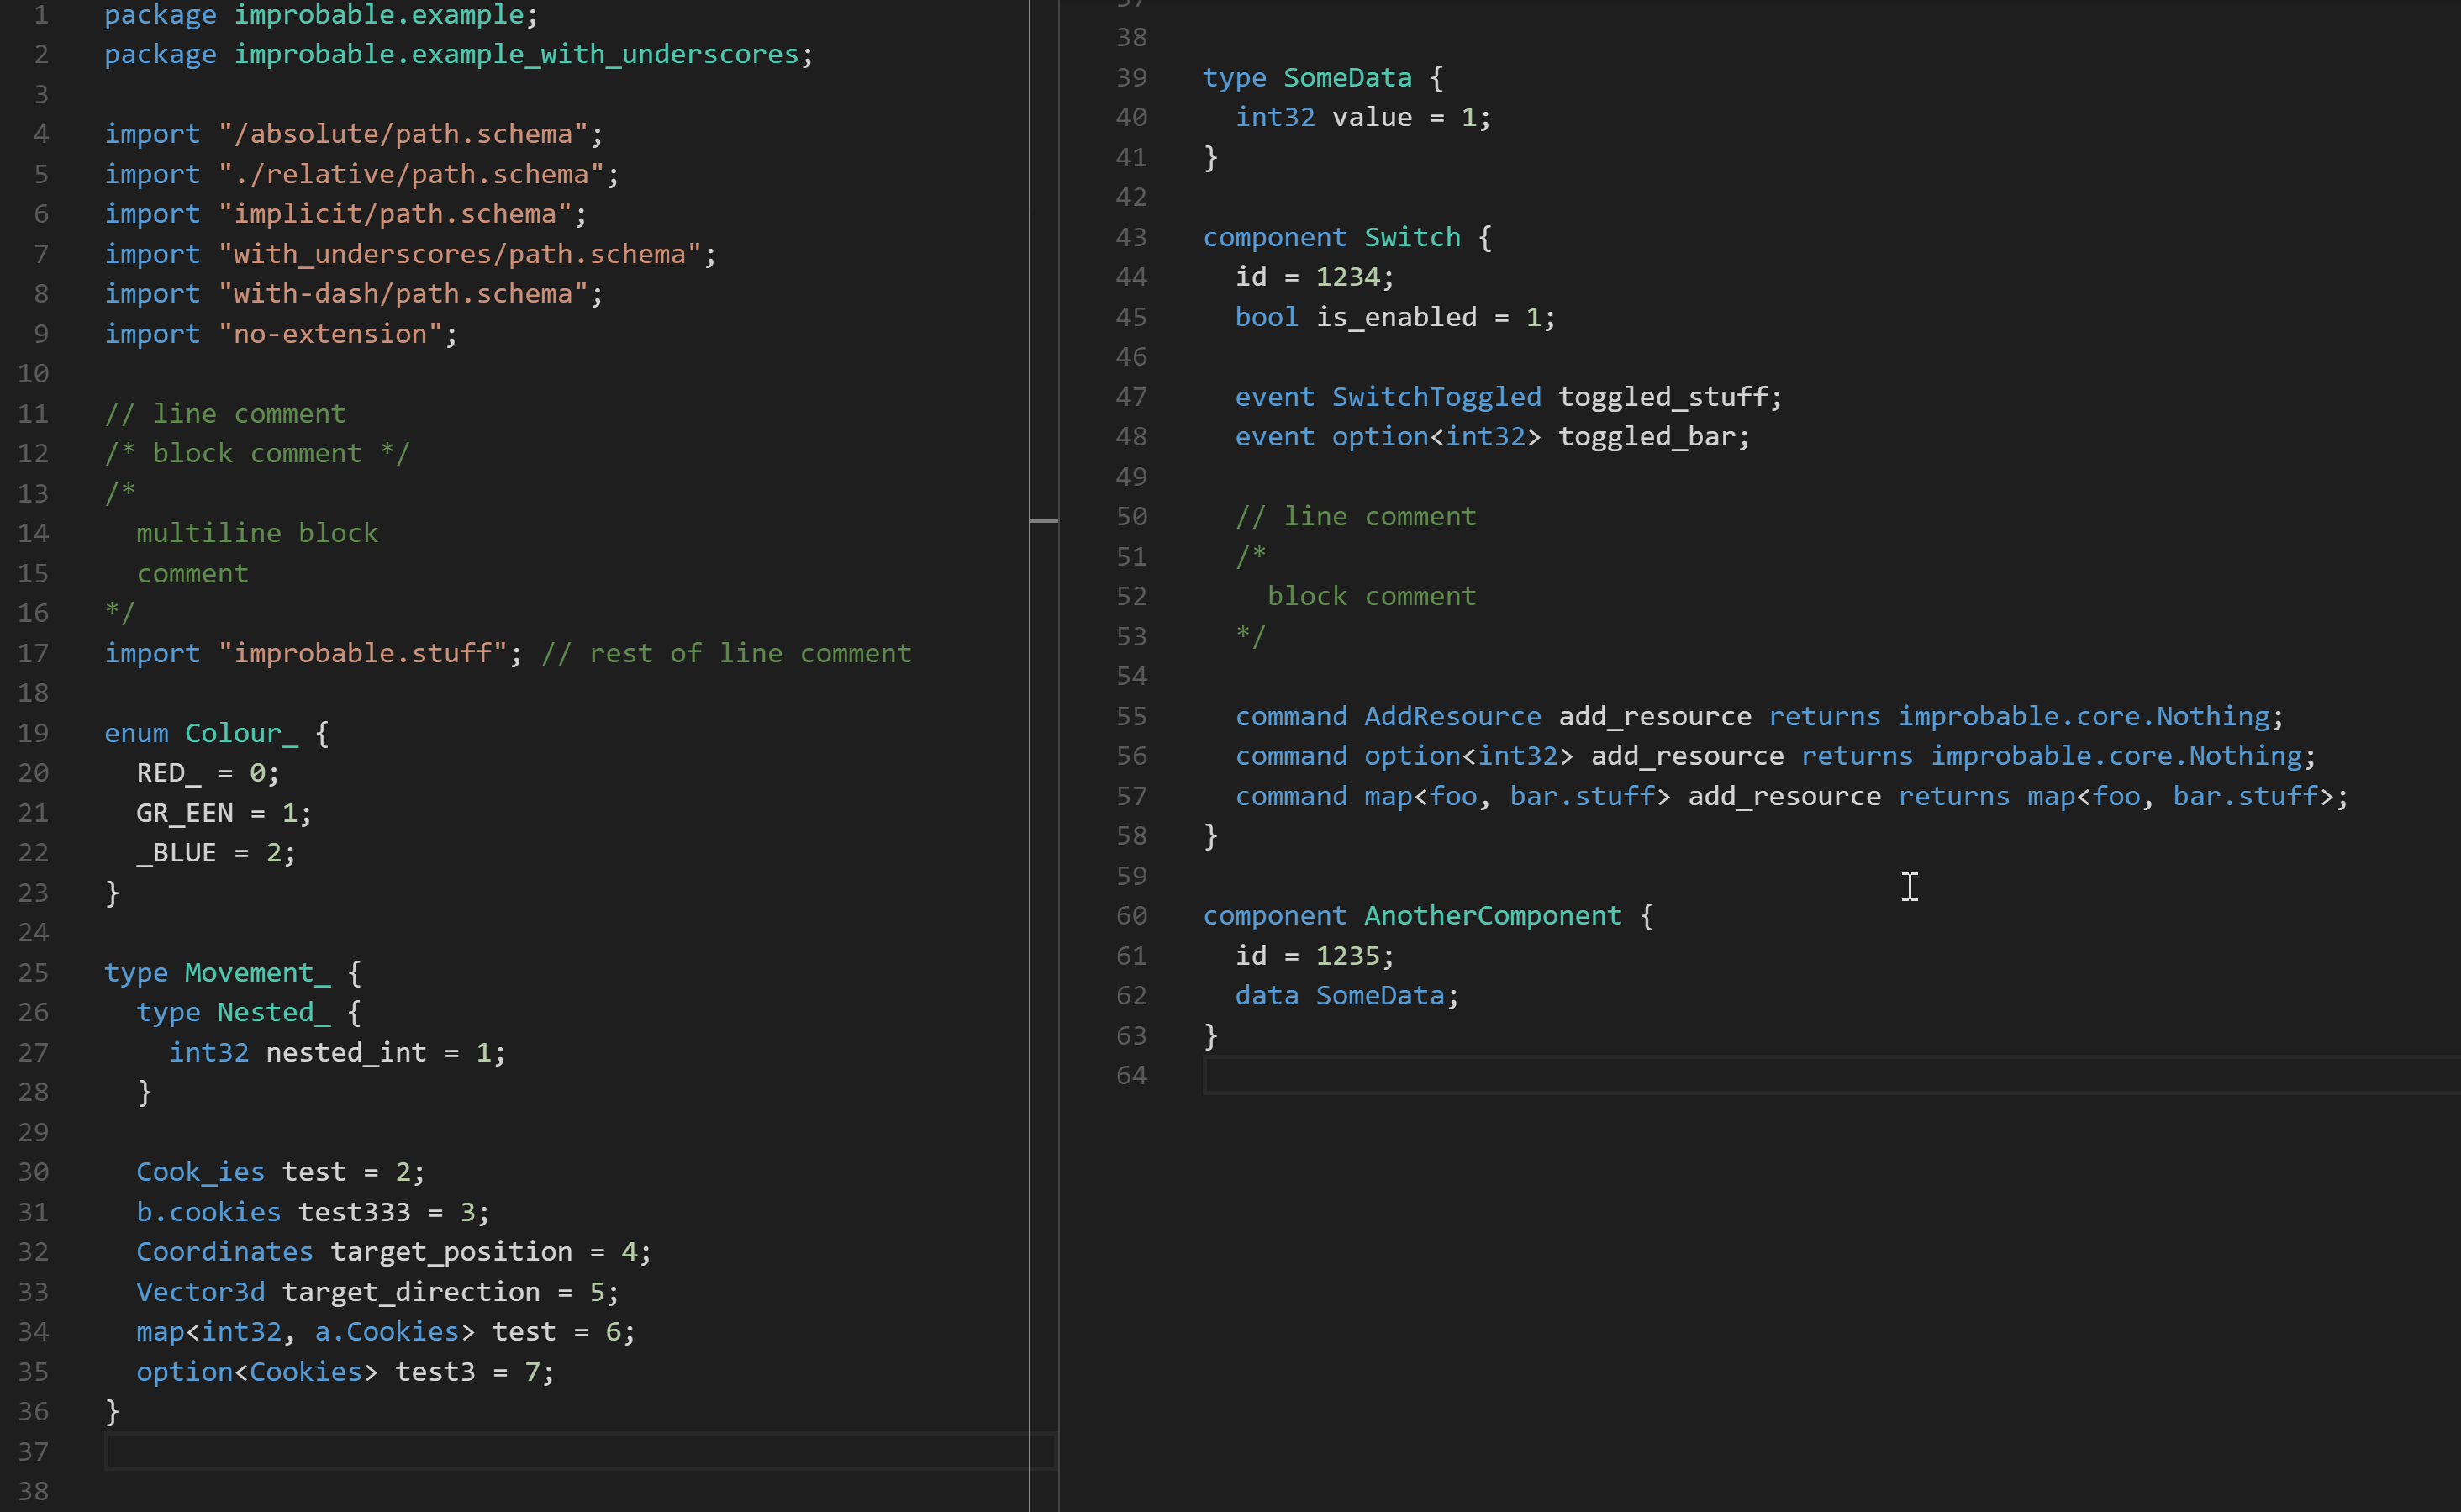 1 package improbable.example;
2 package improbable.example_with_underscores;
3
4 import "/absolute/path.schema";
5 import "./relative/path.schema";
6 import "implicit/path.schema";
7 import "with_underscores/path.schema";
8 import "with-dash/path.schema";
9 import "no-extension";
10
11 // line comment
12 /* block comment */
13 /*
14   multiline block
15   comment
16 */
17 import "improbable.stuff"; // rest of line comment
18
19 enum Colour_ {
20   RED_ = 0;
21   GR_EEN = 1;
22   _BLUE = 2;
23 }
24
25 type Movement_ {
26   type Nested_ {
27     int32 nested_int = 1;
28   }
29
30   Cook_ies test = 2;
31   b.cookies test333 = 3;
32   Coordinates target_position = 4;
33   Vector3d target_direction = 5;
34   map<int32, a.Cookies> test = 6;
35   option<Cookies> test3 = 7;
36 }
37
38
37
38
39 type SomeData {
40   int32 value = 1;
41 }
42
43 component Switch {
44   id = 1234;
45   bool is_enabled = 1;
46
47   event SwitchToggled toggled_stuff;
48   event option<int32> toggled_bar;
49
50   // line comment
51   /*
52     block comment
53   */
54
55   command AddResource add_resource returns improbable.core.Nothing;
56   command option<int32> add_resource returns improbable.core.Nothing;
57   command map<foo, bar.stuff> add_resource returns map<foo, bar.stuff>;
58 }
59
60 component AnotherComponent {
61   id = 1235;
62   data SomeData;
63 }
64